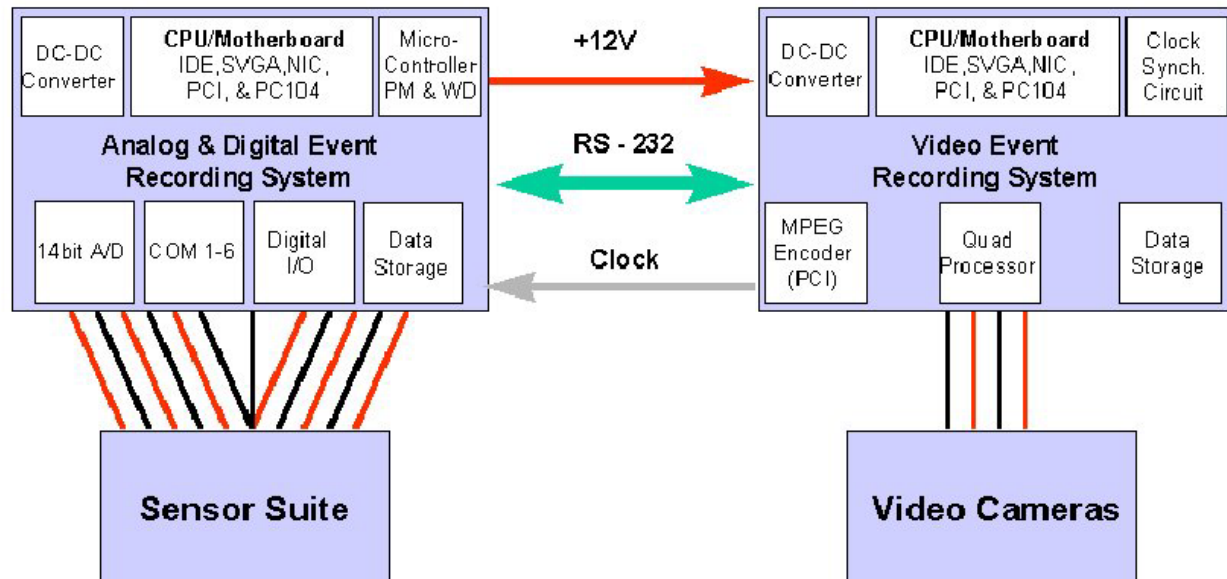 DC-DC
Converter
CPU/Motherboard
IDE,SVGA,NIC,
PCI, & PC104
Micro-
Controller
PM & WD
Analog & Digital Event
Recording System
14bit A/D
COM 1-6
Digital
I/O
Data
Storage
+12V
RS - 232
Clock
DC-DC
Converter
CPU/Motherboard
IDE,SVGA,NIC,
PCI, & PC104
Clock
Synch.
Circuit
Video Event
Recording System
MPEG
Encoder
(PCI)
Quad
Processor
Data
Storage
Sensor Suite
Video Cameras